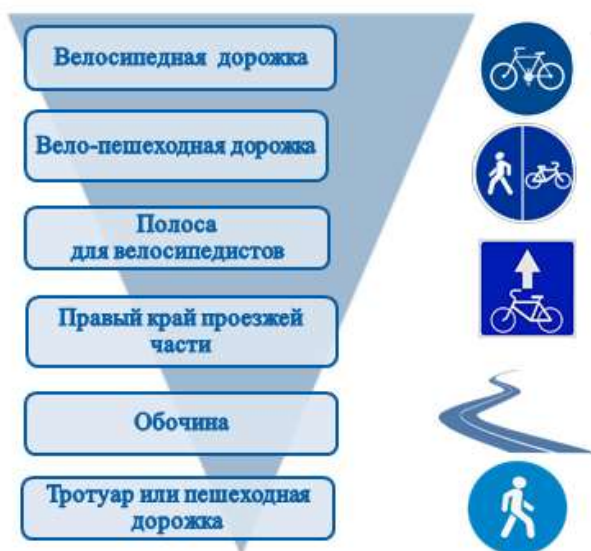 Велосипедная дорожка
Вело-пешеходная дорожка
Полоса
для велосипедистов
Правый край проезжей
части
Обочина
Тротуар или пешеходная
дорожка